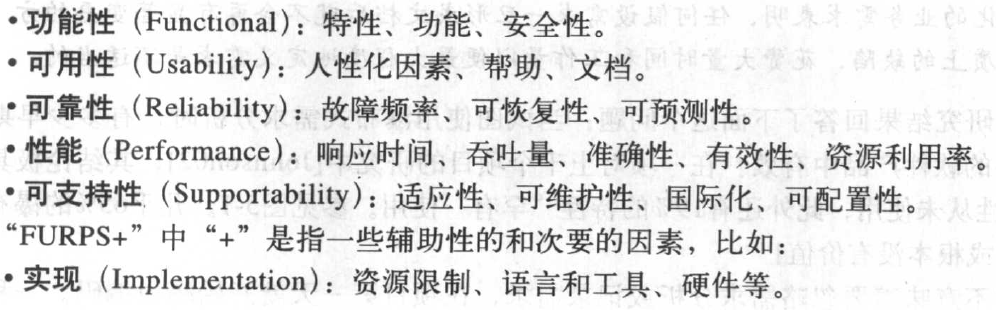 •功能性（Functional）：特性、功能、安全性。
•可用性（Usability）：人性化因素、帮助、文档。
•可靠性（Reliability）：故障频率、可恢复性、可预测性。
•性能（Performance）：响应时间、吞吐量、准确性、有效性、资源利用率。
•可支持性（Supportability）：适应性、可维护性、国际化、可配置性。
“FURPS+”中“+”是指一些辅助性的和次要的因素，比如：
•实现（Implementation）：资源限制、语言和工具、硬件等。